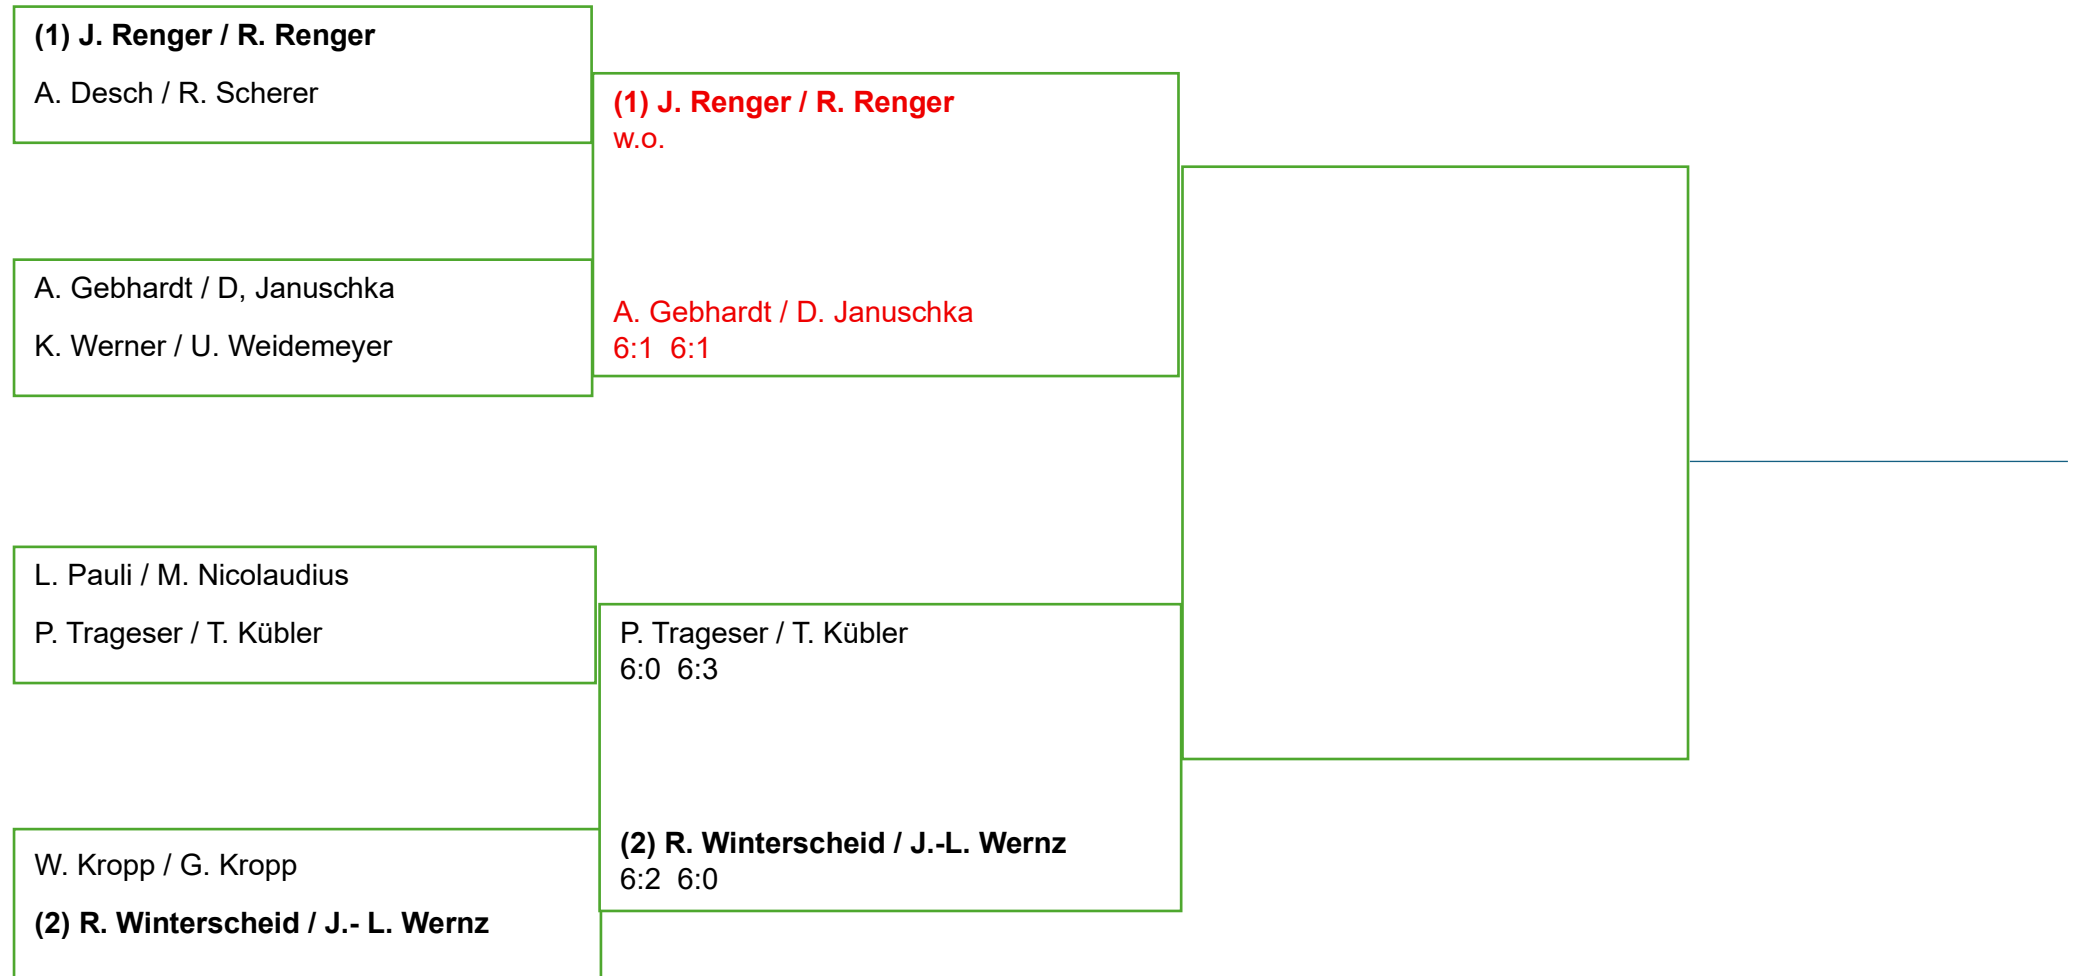 (1) J. Renger / R. Renger
A. Desch / R. Scherer
(1) J. Renger / R. Renger
w.o.
A. Gebhardt / D, Januschka
K. Werner / U. Weidemeyer
A. Gebhardt / D. Januschka
6:1  6:1
L. Pauli / M. Nicolaudius
P. Trageser / T. Kübler
P. Trageser / T. Kübler
6:0  6:3
W. Kropp / G. Kropp
(2) R. Winterscheid / J.- L. Wernz
(2) R. Winterscheid / J.-L. Wernz
6:2  6:0